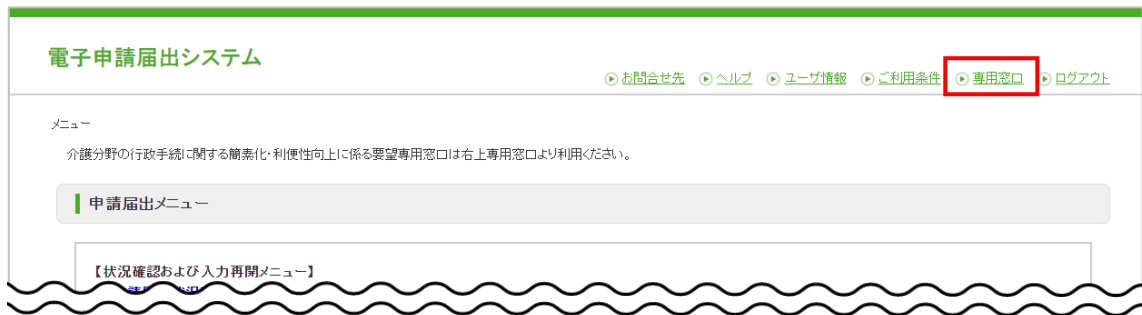 電子申請届出システム
お問合せ先 ヘルプ ユーザ情報 ご利用条件 専用窓口 ログアウト
メニュー
介護分野の行政手続に関する簡素化・利便性向上に係る要望専用窓口は右上専用窓口より利用ください。
申請届出メニュー
【状況確認および入力再開メニュー】